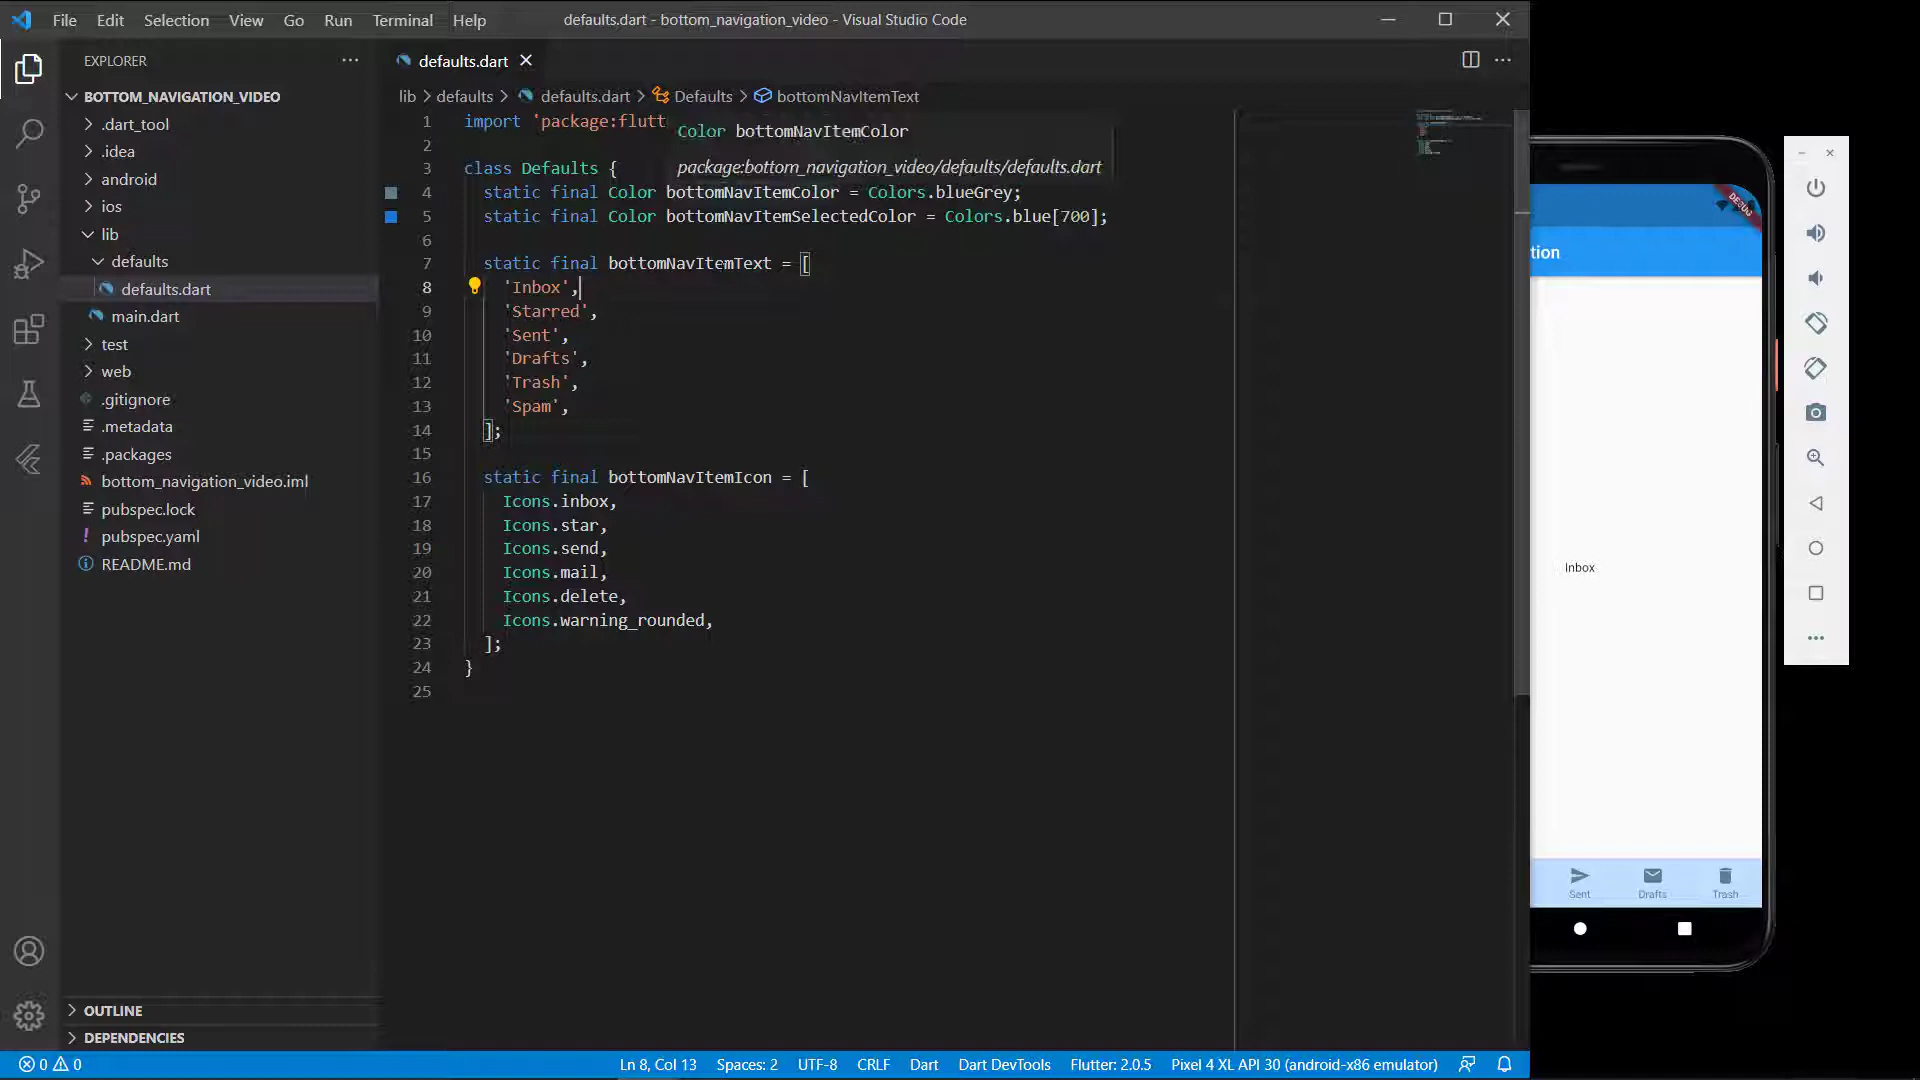 File Edit Selection View Go Run Terminal Help
defaults.dart - bottom_navigation_video - Visual Studio Code
EXPLORER
BOTTOM_NAVIGATION_VIDEO
.dart_tool
.idea
android
ios
lib
defaults
defaults.dart
main.dart
test
web
.gitignore
.metadata
.packages
bottom_navigation_video.iml
pubspec.lock
pubspec.yaml
README.md
OUTLINE
DEPENDENCIES
defaults.dart
lib > defaults > defaults.dart > Defaults > bottomNavItemText
1 import 'package:flutt
Color bottomNavItemColor
package:bottom_navigation_video/defaults/defaults.dart
2
3 class Defaults {
4 static final Color bottomNavItemColor = Colors.blueGrey;
5 static final Color bottomNavItemSelectedColor = Colors.blue[700];
6
7 static final bottomNavItemText = [
8 'Inbox',
9 'Starred',
10 'Sent',
11 'Drafts',
12 'Trash',
13 'Spam',
14 ];
15
16 static final bottomNavItemIcon = [
17 Icons.inbox,
18 Icons.star,
19 Icons.send,
20 Icons.mail,
21 Icons.delete,
22 Icons.warning_rounded,
23 ];
24 }
25
DEBUG
tion
Inbox
Sent Drafts Trash
0 0 Ln 8, Col 13 Spaces: 2 UTF-8 CRLF Dart Dart DevTools Flutter: 2.0.5 Pixel 4 XL API 30 (android-x86 emulator)